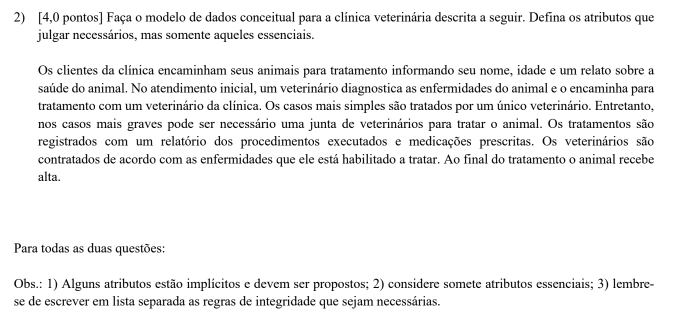 2) [4,0 pontos] Faça o modelo de dados conceitual para a clínica veterinária descrita a seguir. Defina os atributos que
julgar necessários, mas somente aqueles essenciais.
Os clientes da clínica encaminham seus animais para tratamento informando seu nome, idade e um relato sobre a
saúde do animal. No atendimento inicial, um veterinário diagnostica as enfermidades do animal e o encaminha para
tratamento com um veterinário da clínica. Os casos mais simples são tratados por um único veterinário. Entretanto,
nos casos mais graves pode ser necessário uma junta de veterinários para tratar o animal. Os tratamentos são
registrados com um relatório dos procedimentos executados e medicações prescritas. Os veterinários são
contratados de acordo com as enfermidades que ele está habilitado a tratar. Ao final do tratamento o animal recebe
alta.
Para todas as duas questões:
Obs.: 1) Alguns atributos estão implícitos e devem ser propostos; 2) considere somete atributos essenciais; 3) lembre-
se de escrever em lista separada as regras de integridade que sejam necessárias.